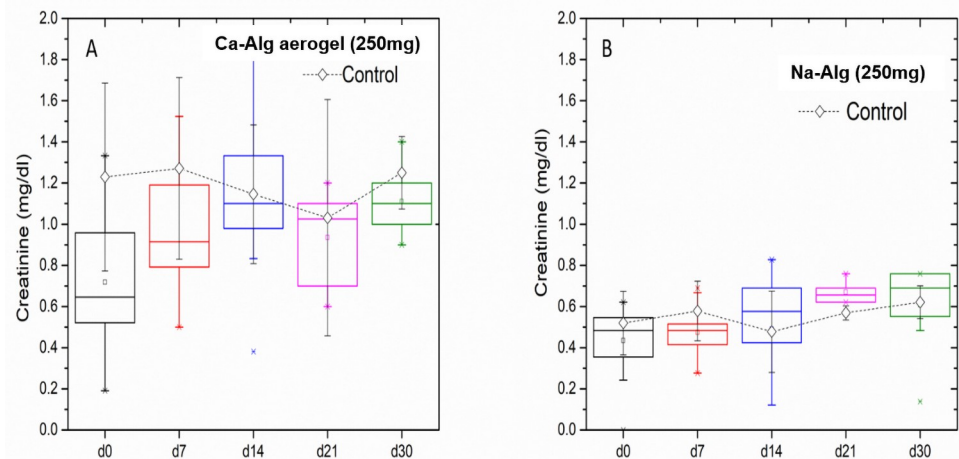 A
Ca-Alg aerogel (250mg)
Control
Creatinine (mg/dl)
2.0
1.8
1.6
1.4
1.2
1.0
0.8
0.6
0.4
0.2
0.0
d0 d7 d14 d21 d30
B
Na-Alg (250mg)
Control
Creatinine (mg/dl)
2.0
1.8
1.6
1.4
1.2
1.0
0.8
0.6
0.4
0.2
0.0
d0 d7 d14 d21 d30